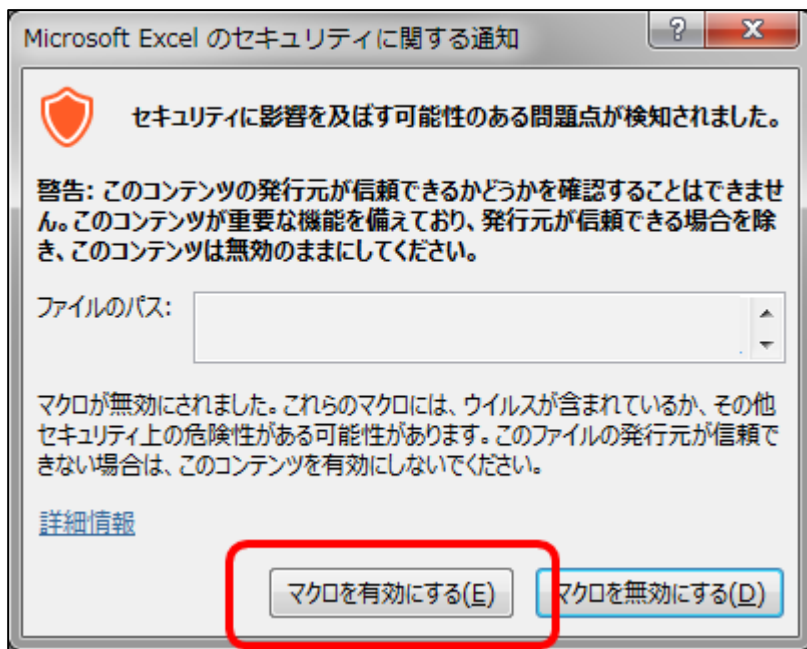 Microsoft Excel のセキュリティに関する通知
?
X
セキュリティに影響を及ぼす可能性のある問題点が検知されました。
警告: このコンテンツの発行元が信頼できるかどうかを確認することはできませ
ん。このコンテンツが重要な機能を備えており、発行元が信頼できる場合を除
き、このコンテンツは無効のままにしてください。
ファイルのパス:
マクロが無効にされました。これらのマクロには、ウイルスが含まれているか、その他
セキュリティ上の危険性がある可能性があります。このファイルの発行元が信頼で
きない場合は、このコンテンツを有効にしないでください。
詳細情報
マクロを有効にする(E)
マクロを無効にする(D)